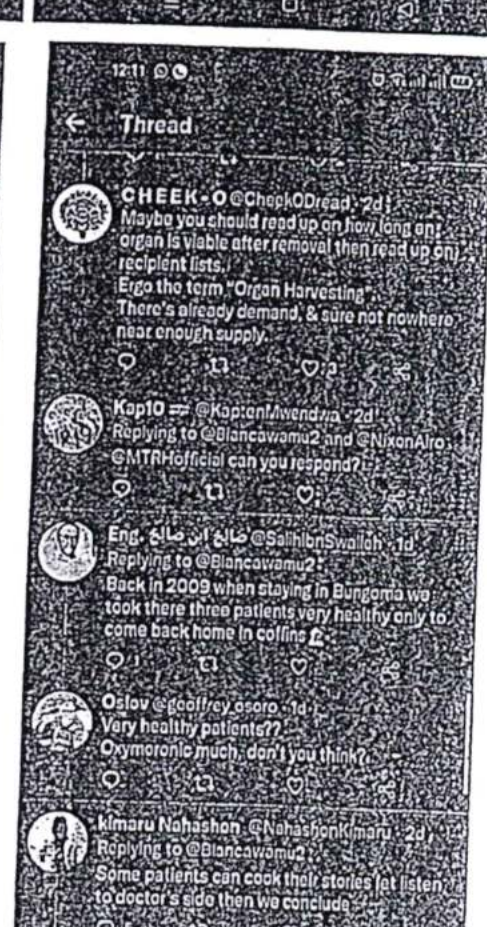 12:11
Thread
CHEEK-O @CheekODread · 2d
Maybe you should read up on how long an
organ is viable after removal then read up on
recipient lists.
Ergo the term "Organ Harvesting".
There's already demand, & sure not nowhere
near enough supply.
3
Kap10 @KaptenMwendwa · 2d
Replying to @Blancawamu2 and @NixonAiro
@MTRHofficial can you respond?
Eng. صالح ابن صالح @SalihIbnSwaleh · 1d
Replying to @Blancawamu2
Back in 2009 when staying in Bungoma we
took there three patients very healthy only to
come back home in coffins
1
Oslov @geoffrey_osoro · 1d
Very healthy patients??
Oxymoronic much, don't you think?
kimaru Nahashon @NahashonKimaru · 2d
Replying to @Blancawamu2
Some patients can cook their stories let listen
to doctor's side then we conclude